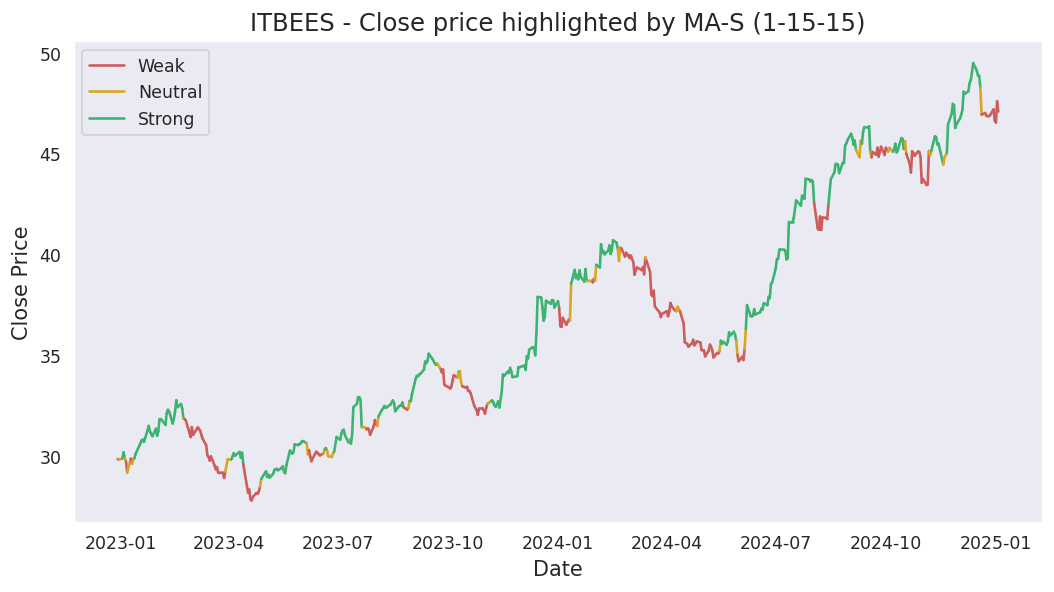 ITBEES - Close price highlighted by MA-S (1-15-15)
Weak
Neutral
Strong
50
45
40
35
30
Close Price
2023-01 2023-04 2023-07 2023-10 2024-01 2024-04 2024-07 2024-10 2025-01
Date